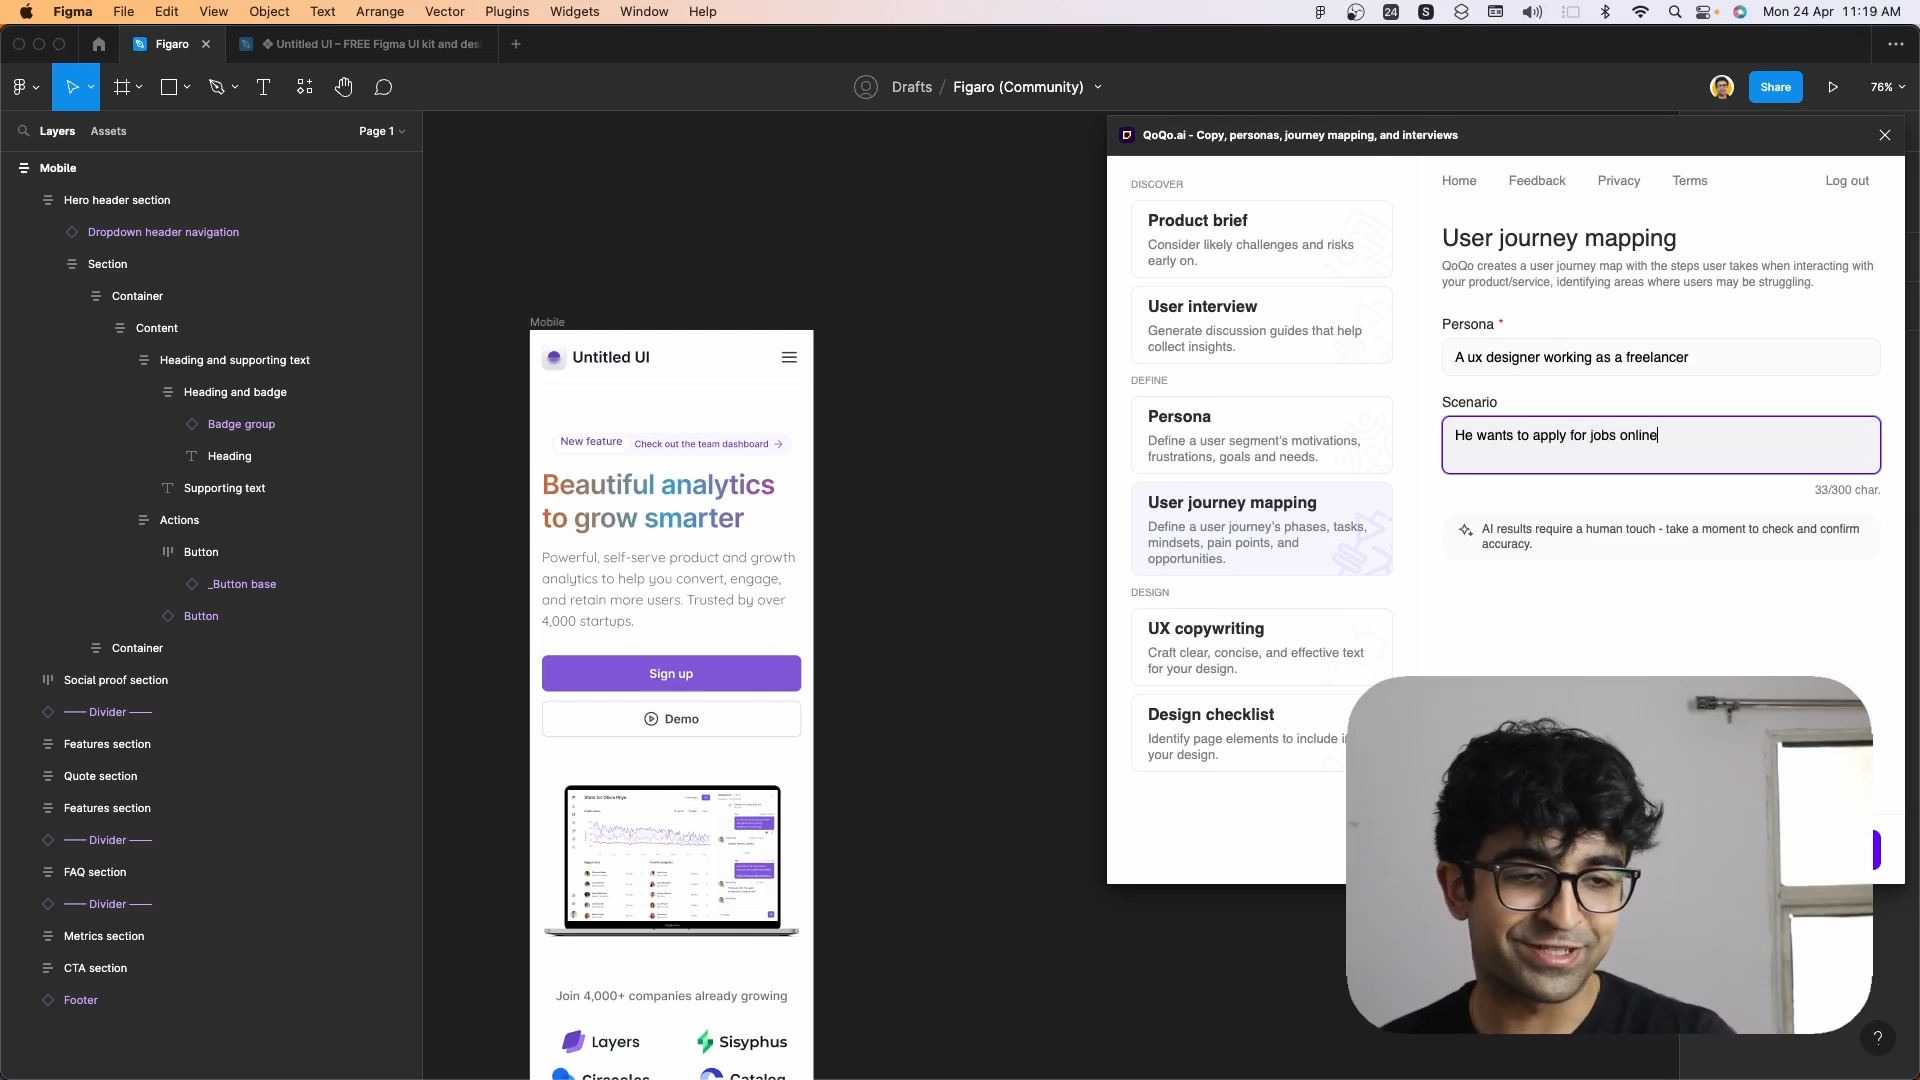 Figma File Edit View Object Text Arrange Vector Plugins Widgets Window Help
24
S
Mon 24 Apr 11:19 AM
Figaro
Untitled UI – FREE Figma UI kit and des
Drafts / Figaro (Community)
Share
76%
Layers Assets
Page 1
Mobile
Hero header section
Dropdown header navigation
Section
Container
Content
Heading and supporting text
Heading and badge
Badge group
Heading
Supporting text
Actions
Button
_Button base
Button
Container
Social proof section
Divider
Features section
Quote section
Features section
Divider
FAQ section
Divider
Metrics section
CTA section
Footer
Mobile
Untitled UI
New feature
Check out the team dashboard →
Beautiful analytics
to grow smarter
Powerful, self-serve product and growth
analytics to help you convert, engage,
and retain more users. Trusted by over
4,000 startups.
Sign up
Demo
Join 4,000+ companies already growing
Layers
Sisyphus
QoQo.ai - Copy, personas, journey mapping, and interviews
DISCOVER
Product brief
Consider likely challenges and risks
early on.
User interview
Generate discussion guides that help
collect insights.
DEFINE
Persona
Define a user segment's motivations,
frustrations, goals and needs.
User journey mapping
Define a user journey's phases, tasks,
mindsets, pain points, and
opportunities.
DESIGN
UX copywriting
Craft clear, concise, and effective text
for your design.
Design checklist
Identify page elements to include
your design.
Home Feedback Privacy Terms Log out
User journey mapping
QoQo creates a user journey map with the steps user takes when interacting with
your product/service, identifying areas where users may be struggling.
Persona *
A ux designer working as a freelancer
Scenario
He wants to apply for jobs online
33/300 char.
AI results require a human touch - take a moment to check and confirm
accuracy.
?